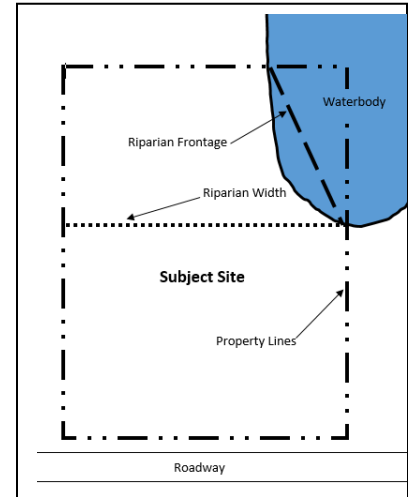 Waterbody
Riparian Frontage
Riparian Width
Subject Site
Property Lines
Roadway